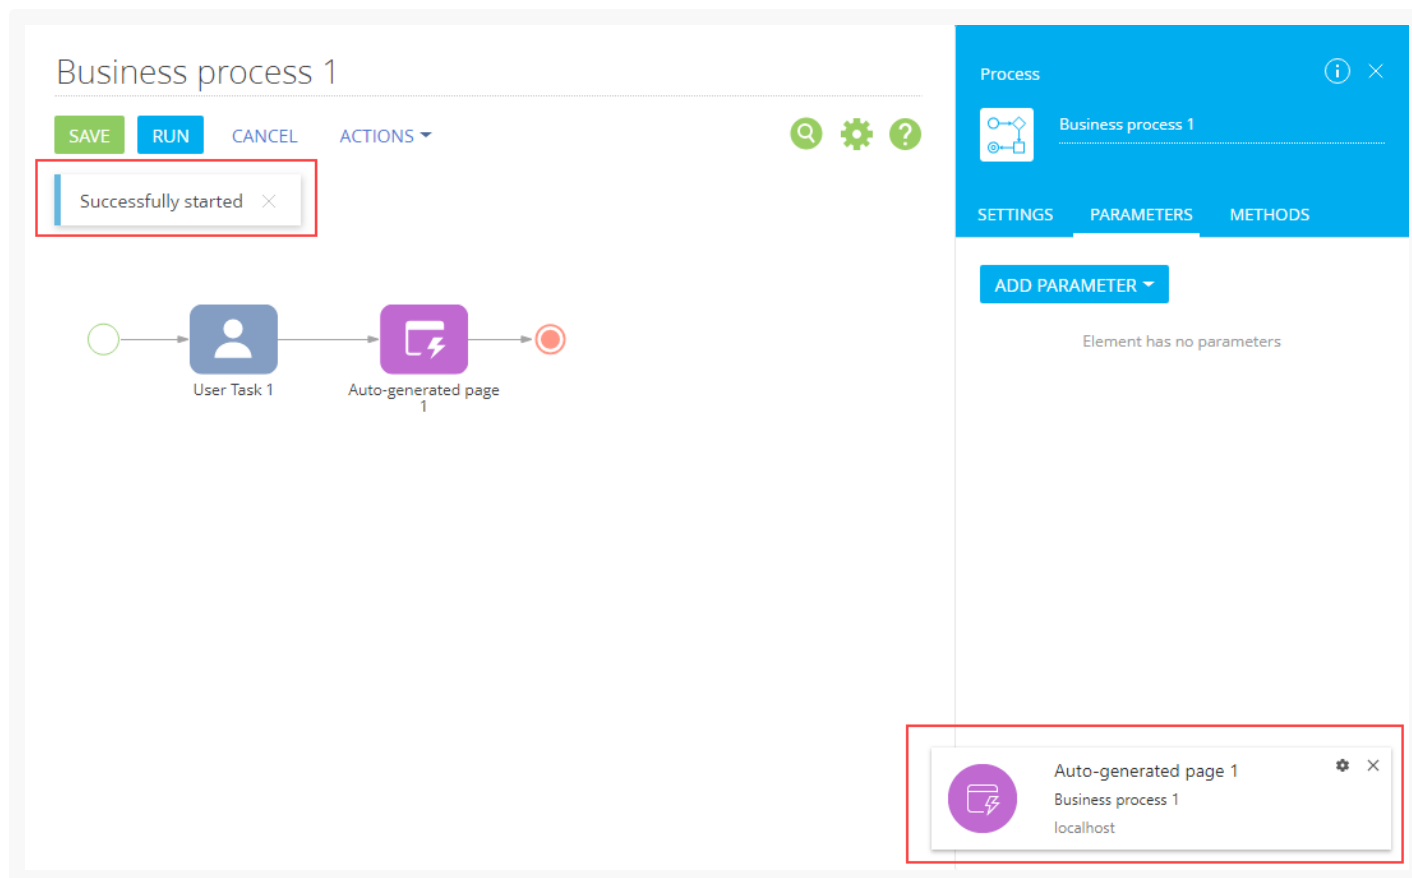 Business process 1
SAVE
RUN
CANCEL
ACTIONS
Successfully started
User Task 1
Auto-generated page
1
Process
Business process 1
SETTINGS
PARAMETERS
METHODS
ADD PARAMETER
Element has no parameters
Auto-generated page 1
Business process 1
localhost